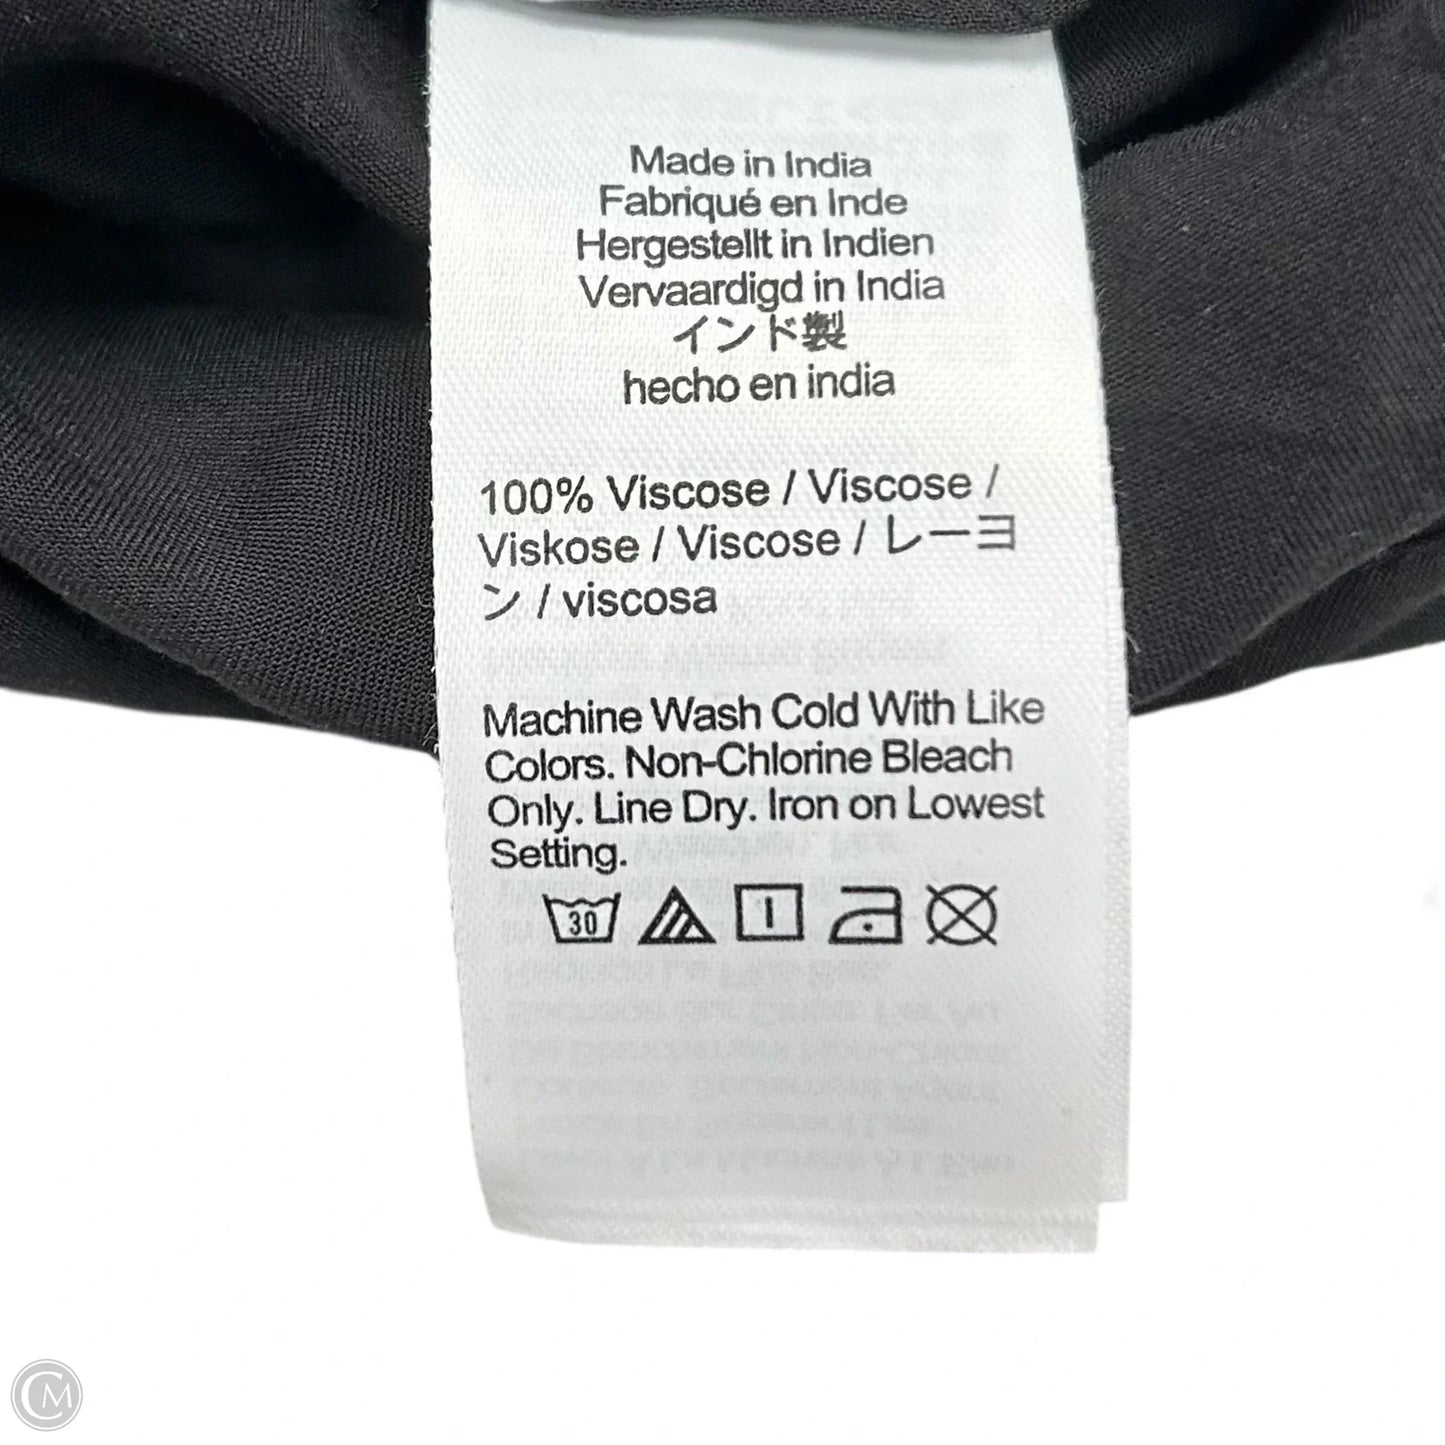 Made in India
Fabriqué en Inde
Hergestellt in Indien
Vervaardigd in India
インド製
hecho en india
100% Viscose / Viscose /
Viskose / Viscose / レーヨ
ン / viscosa
Machine Wash Cold With Like
Colors. Non-Chlorine Bleach
Only. Line Dry. Iron on Lowest
Setting.
30
CM